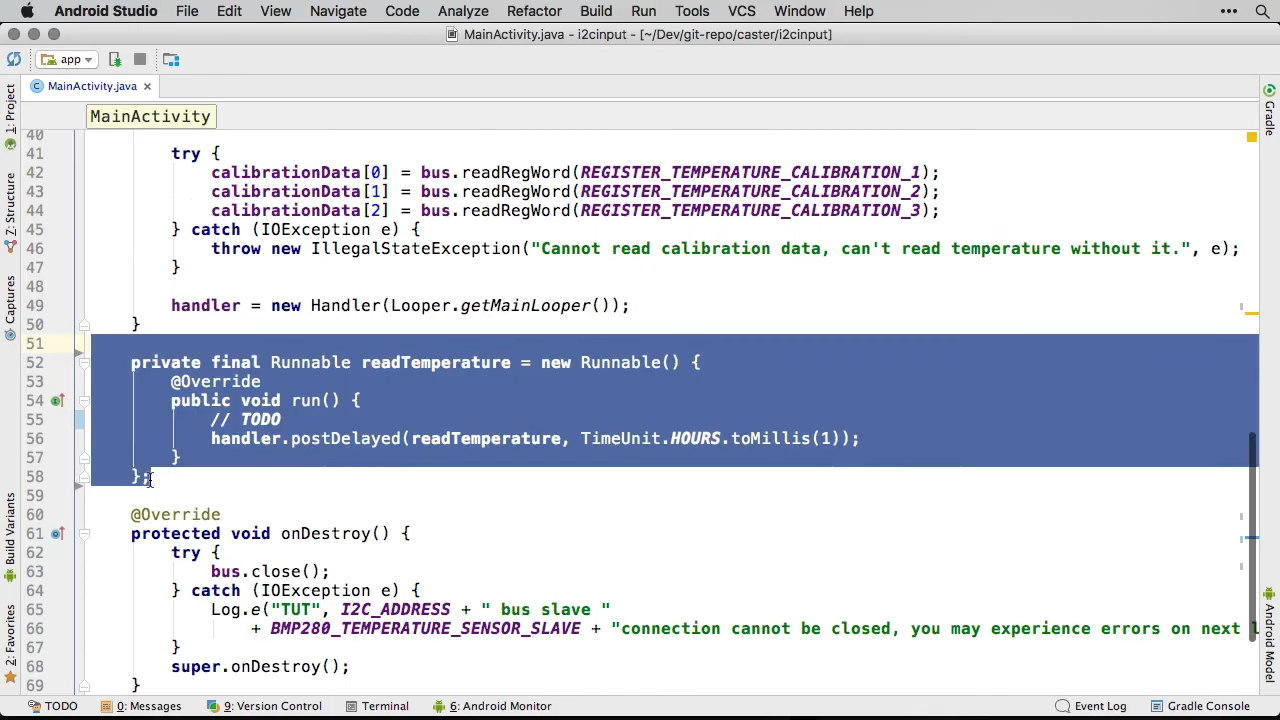 Android Studio File Edit View Navigate Code Analyze Refactor Build Run Tools VCS Window Help
MainActivity.java - i2cinput - [~/Dev/git-repo/caster/i2cinput]
app
MainActivity.java
MainActivity
40
41 try {
42 calibrationData[0] = bus.readRegWord(REGISTER_TEMPERATURE_CALIBRATION_1);
43 calibrationData[1] = bus.readRegWord(REGISTER_TEMPERATURE_CALIBRATION_2);
44 calibrationData[2] = bus.readRegWord(REGISTER_TEMPERATURE_CALIBRATION_3);
45 } catch (IOException e) {
46 throw new IllegalStateException("Cannot read calibration data, can't read temperature without it.", e);
47 }
48
49 handler = new Handler(Looper.getMainLooper());
50 }
51
52 private final Runnable readTemperature = new Runnable() {
53 @Override
54 public void run() {
55 // TODO
56 handler.postDelayed(readTemperature, TimeUnit.HOURS.toMillis(1));
57 }
58 };
59
60 @Override
61 protected void onDestroy() {
62 try {
63 bus.close();
64 } catch (IOException e) {
65 Log.e("TUT", I2C_ADDRESS + " bus slave "
66 + BMP280_TEMPERATURE_SENSOR_SLAVE + "connection cannot be closed, you may experience errors on next l
67 }
68 super.onDestroy();
69 }
1: Project
Z: Structure
Captures
Build Variants
2: Favorites
Gradle
Android Model
TODO 0: Messages 9: Version Control Terminal 6: Android Monitor Event Log Gradle Console